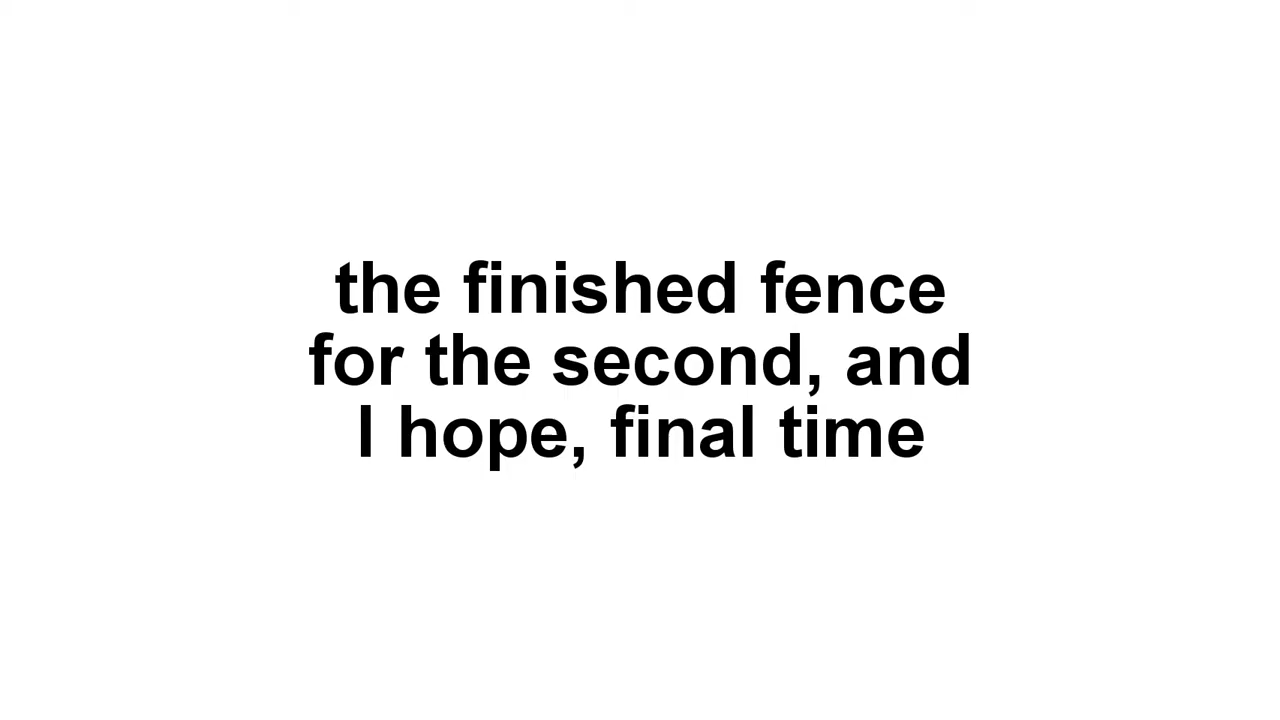 the finished fence
for the second, and
I hope, final time